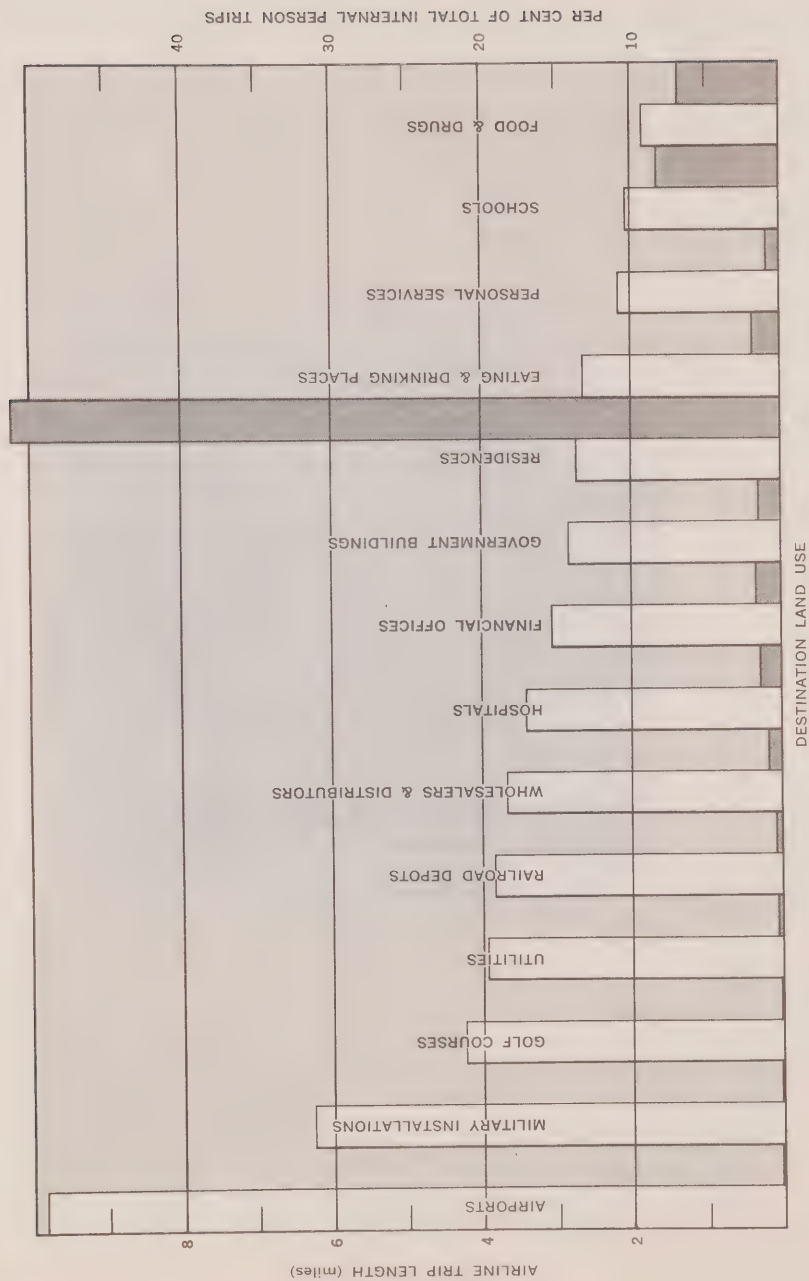 AIRLINE TRIP LENGTH (miles)
2 4 6 8
AIRPORTS
MILITARY INSTALLATIONS
GOLF COURSES
UTILITIES
RAILROAD DEPOTS
WHOLESALERS & DISTRIBUTORS
HOSPITALS
FINANCIAL OFFICES
GOVERNMENT BUILDINGS
RESIDENCES
EATING & DRINKING PLACES
PERSONAL SERVICES
SCHOOLS
FOOD & DRUGS
DESTINATION LAND USE
10 20 30 40
PER CENT OF TOTAL INTERNAL PERSON TRIPS